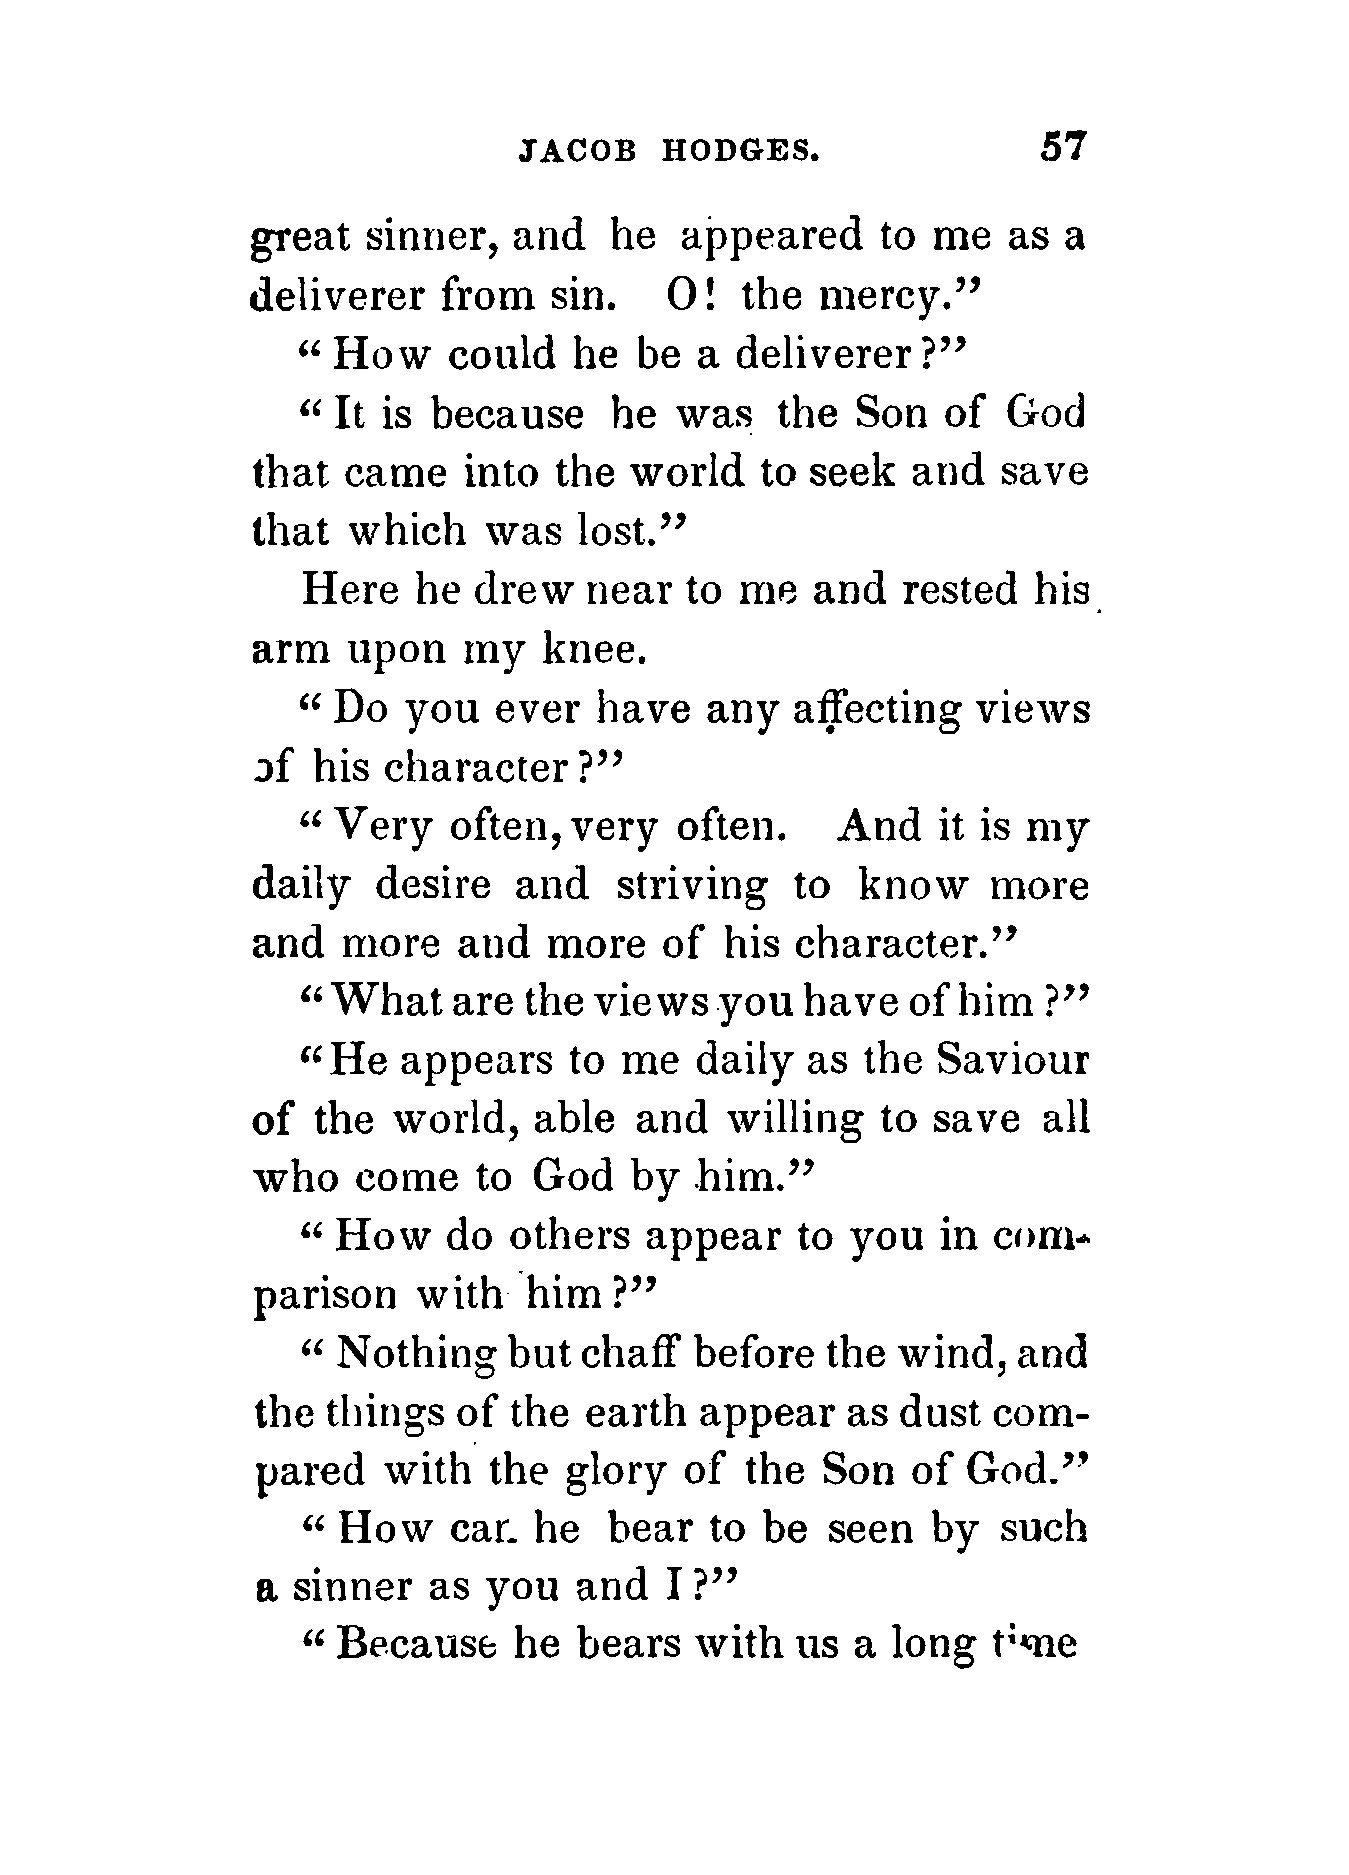 JACOB HODGES. 57
great sinner, and he appeared to me as a
deliverer from sin. O! the mercy.”
“ How could he be a deliverer?”
“ It is because he was the Son of God
that came into the world to seek and save
that which was lost.”
Here he drew near to me and rested his
arm upon my knee.
“ Do you ever have any affecting views
of his character?”
“ Very often, very often. And it is my
daily desire and striving to know more
and more and more of his character.”
“ What are the views you have of him ?”
“ He appears to me daily as the Saviour
of the world, able and willing to save all
who come to God by him.”
“ How do others appear to you in com-
parison with him?”
“ Nothing but chaff before the wind, and
the things of the earth appear as dust com-
pared with the glory of the Son of God.”
“ How can he bear to be seen by such
a sinner as you and I?”
“ Because he bears with us a long time